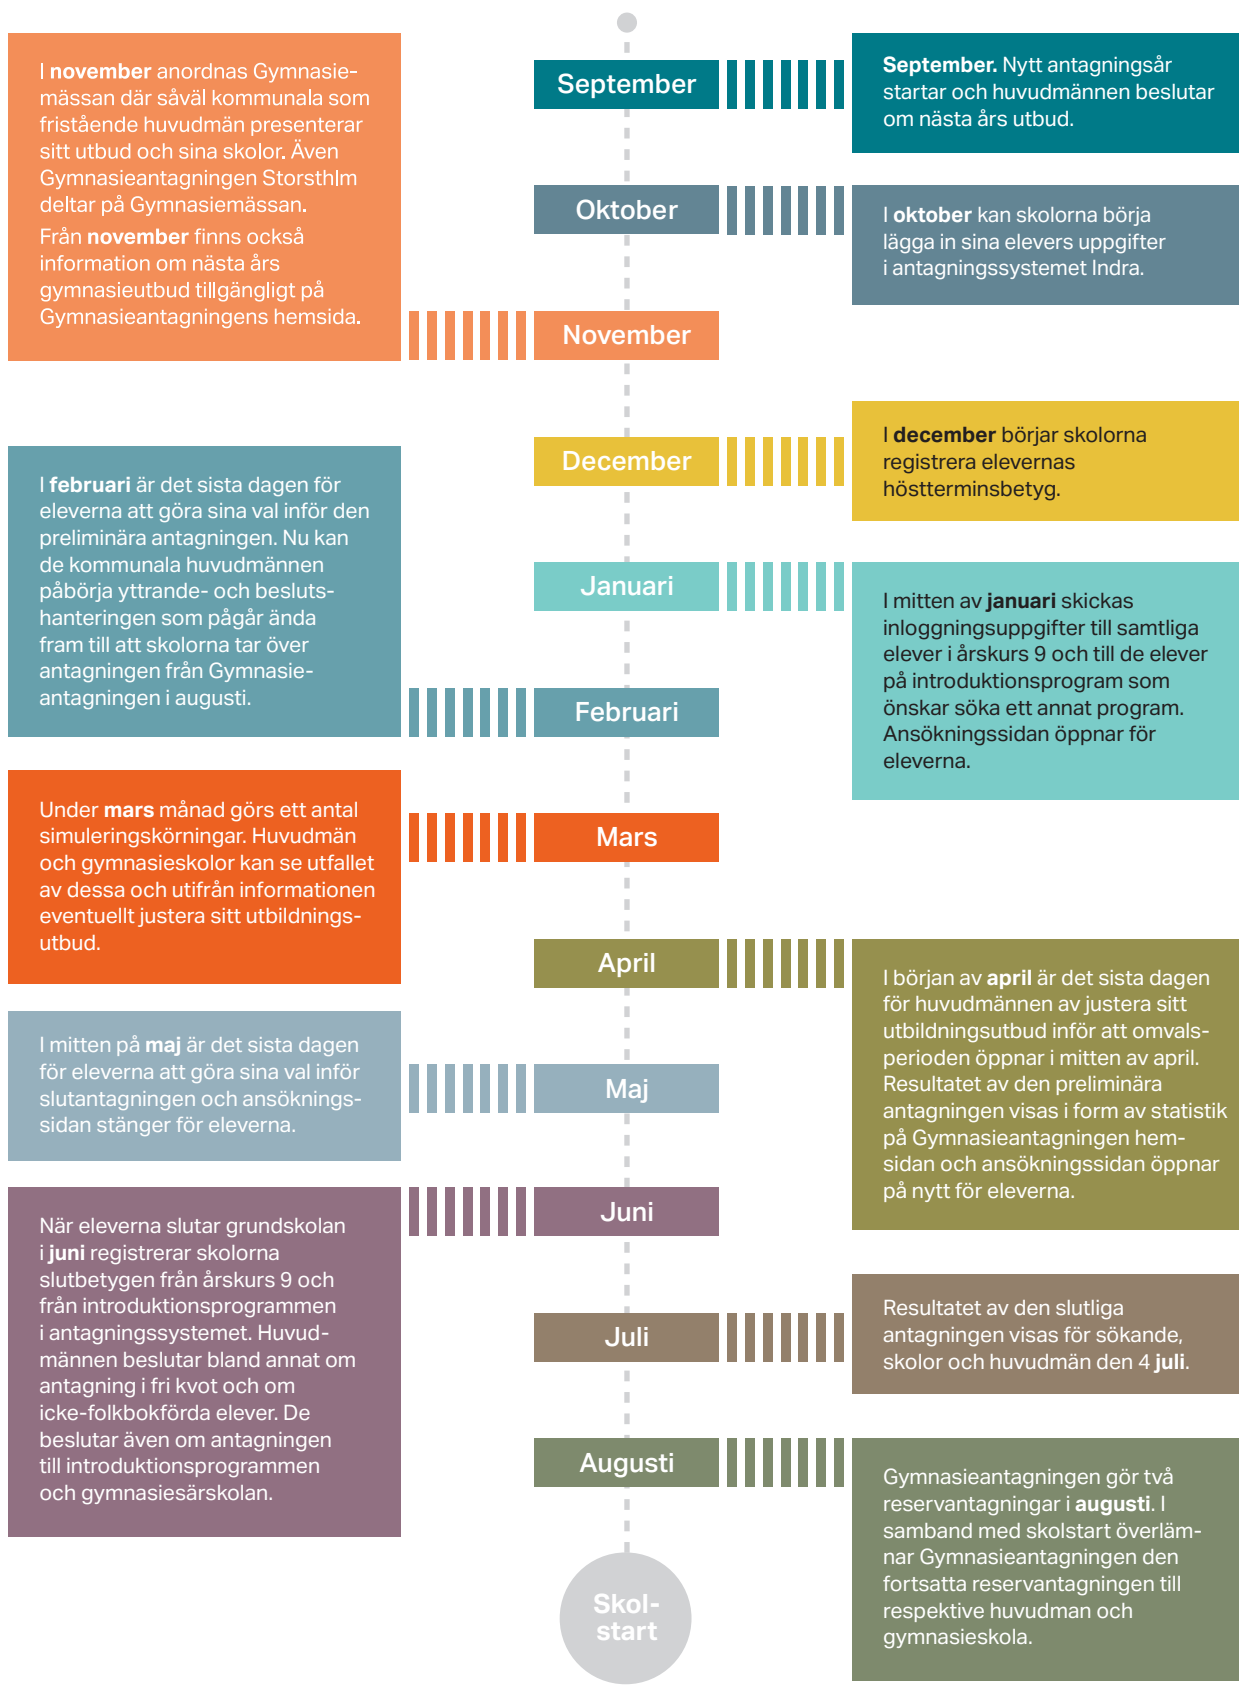 September
September. Nytt antagningsår
startar och huvudmännen beslutar
om nästa års utbud.
Oktober
I oktober kan skolorna börja
lägga in sina elevers uppgifter
i antagningssystemet Indra.
I november anordnas Gymnasie-
mässan där såväl kommunala som
fristående huvudmän presenterar
sitt utbud och sina skolor. Även
Gymnasieantagningen Storsthlm
deltar på Gymnasiemässan.
Från november finns också
information om nästa års
gymnasieutbud tillgängligt på
Gymnasieantagningens hemsida.
November
December
I december börjar skolorna
registrera elevernas
höstterminsbetyg.
Januari
I mitten av januari skickas
inloggningsuppgifter till samtliga
elever i årskurs 9 och till de elever
på introduktionsprogram som
önskar söka ett annat program.
Ansökningssidan öppnar för
eleverna.
I februari är det sista dagen för
eleverna att göra sina val inför den
preliminära antagningen. Nu kan
de kommunala huvudmännen
påbörja yttrande- och besluts-
hanteringen som pågår ända
fram till att skolorna tar över
antagningen från Gymnasie-
antagningen i augusti.
Februari
Under mars månad görs ett antal
simuleringskörningar. Huvudmän
och gymnasieskolor kan se utfallet
av dessa och utifrån informationen
eventuellt justera sitt utbildnings-
utbud.
Mars
April
I början av april är det sista dagen
för huvudmännen av justera sitt
utbildningsutbud inför att omvals-
perioden öppnar i mitten av april.
Resultatet av den preliminära
antagningen visas i form av statistik
på Gymnasieantagningen hem-
sidan och ansökningssidan öppnar
på nytt för eleverna.
I mitten på maj är det sista dagen
för eleverna att göra sina val inför
slutantagningen och ansöknings-
sidan stänger för eleverna.
Maj
När eleverna slutar grundskolan
i juni registrerar skolorna
slutbetygen från årskurs 9 och
från introduktionsprogrammen
i antagningssystemet. Huvud-
männen beslutar bland annat om
antagning i fri kvot och om
icke-folkbokförda elever. De
beslutar även om antagningen
till introduktionsprogrammen
och gymnasiesärskolan.
Juni
Juli
Resultatet av den slutliga
antagningen visas för sökande,
skolor och huvudmän den 4 juli.
Augusti
Gymnasieantagningen gör två
reservantagningar i augusti. I
samband med skolstart överläm-
nar Gymnasieantagningen den
fortsatta reservantagningen till
respektive huvudman och
gymnasieskola.
Skol-
start